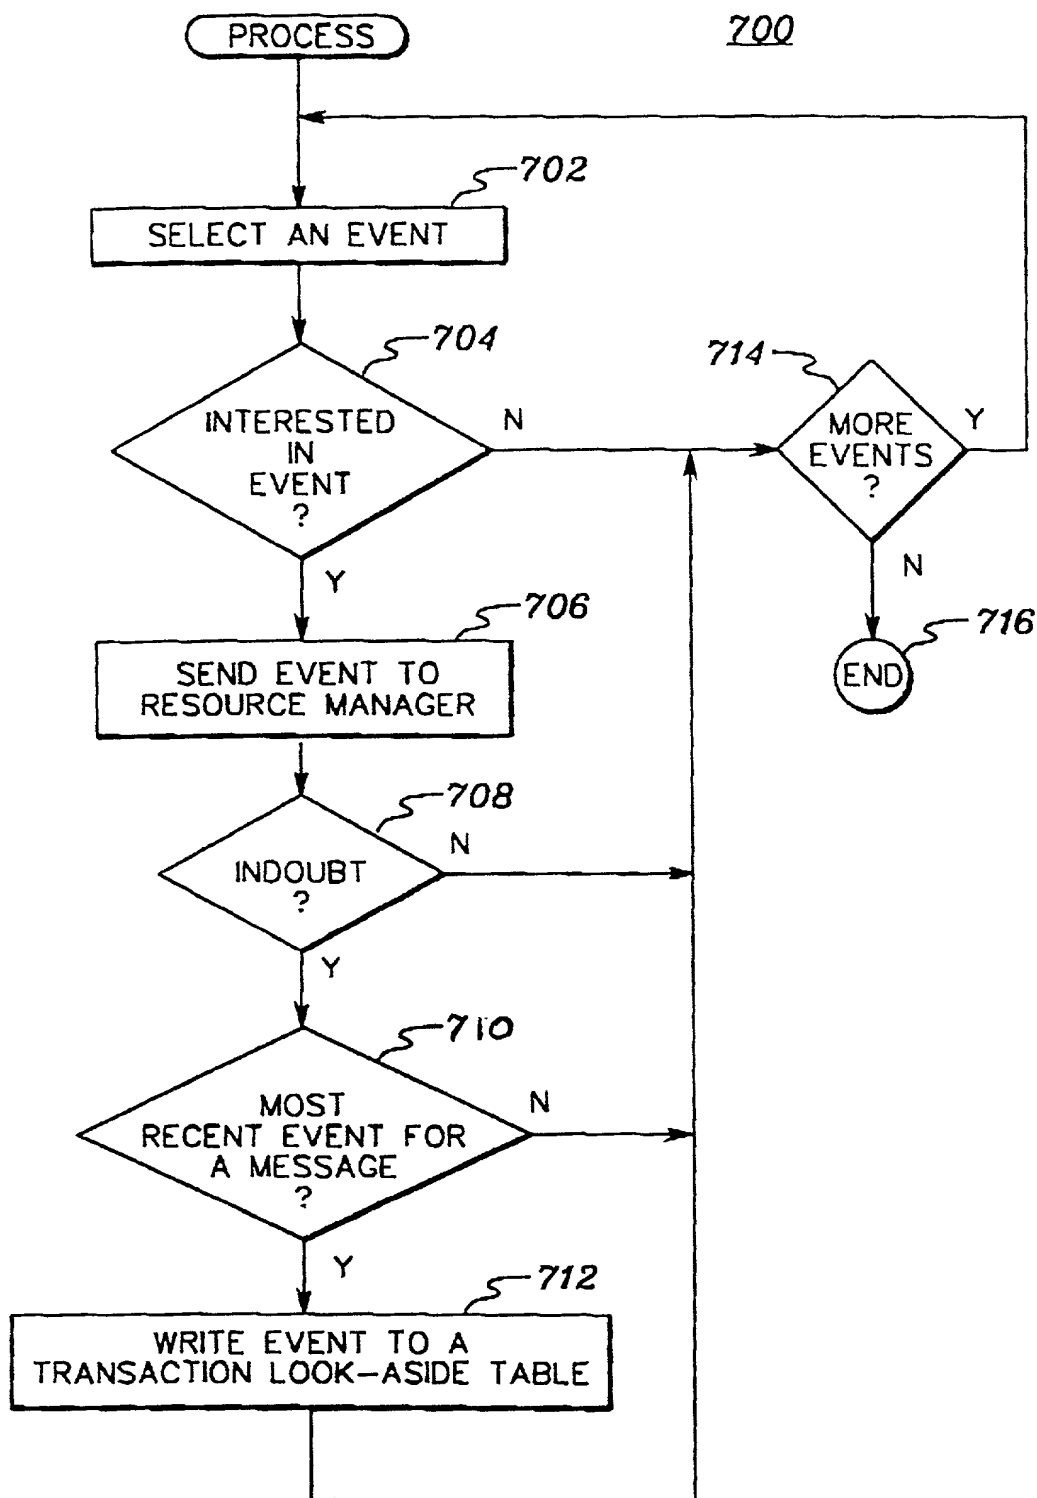 PROCESS
700
702
SELECT AN EVENT
704
INTERESTED
IN
EVENT
?
N
Y
714
MORE
EVENTS
?
Y
N
716
END
706
SEND EVENT TO
RESOURCE MANAGER
708
INDOUBT
?
N
Y
710
MOST
RECENT EVENT FOR
A MESSAGE
?
N
Y
712
WRITE EVENT TO A
TRANSACTION LOOK-ASIDE TABLE